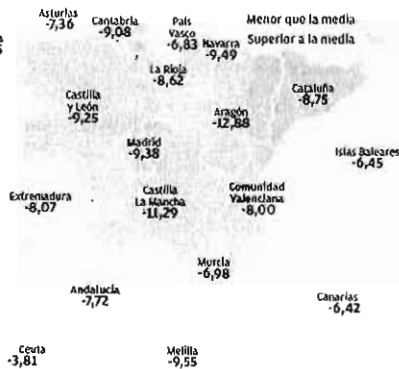 Asturias
-7,36
Cantabria
-9,08
País
Vasco
-6,83
Navarra
-9,49
Menor que la media
Superior a la media
La Rioja
-8,62
Castilla
y León
-9,25
Aragón
-12,88
Cataluña
-8,75
Madrid
-9,38
Islas Baleares
-6,45
Extremadura
-8,07
Castilla
La Mancha
-11,29
Comunidad
Valenciana
-8,00
Murcia
-6,98
Andalucía
-7,72
Canarias
-6,42
Ceuta
-3,81
Melilla
-9,55